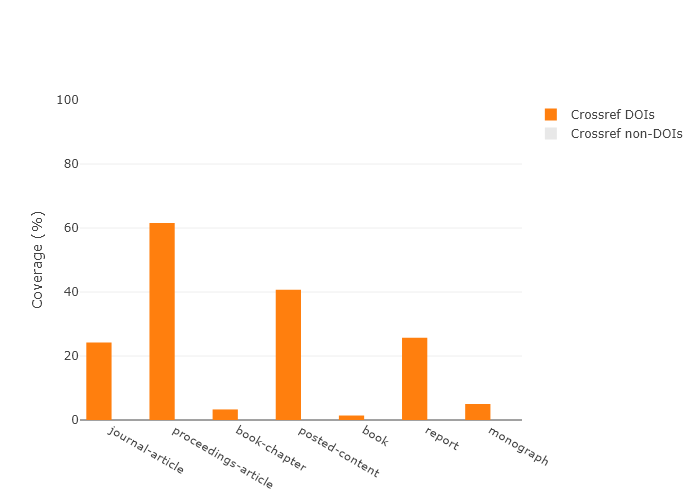 100
80
60
40
20
0
Coverage (%)
journal-article
proceedings-article
book-chapter
posted-content
book
report
monograph
Crossref DOIs
Crossref non-DOIs